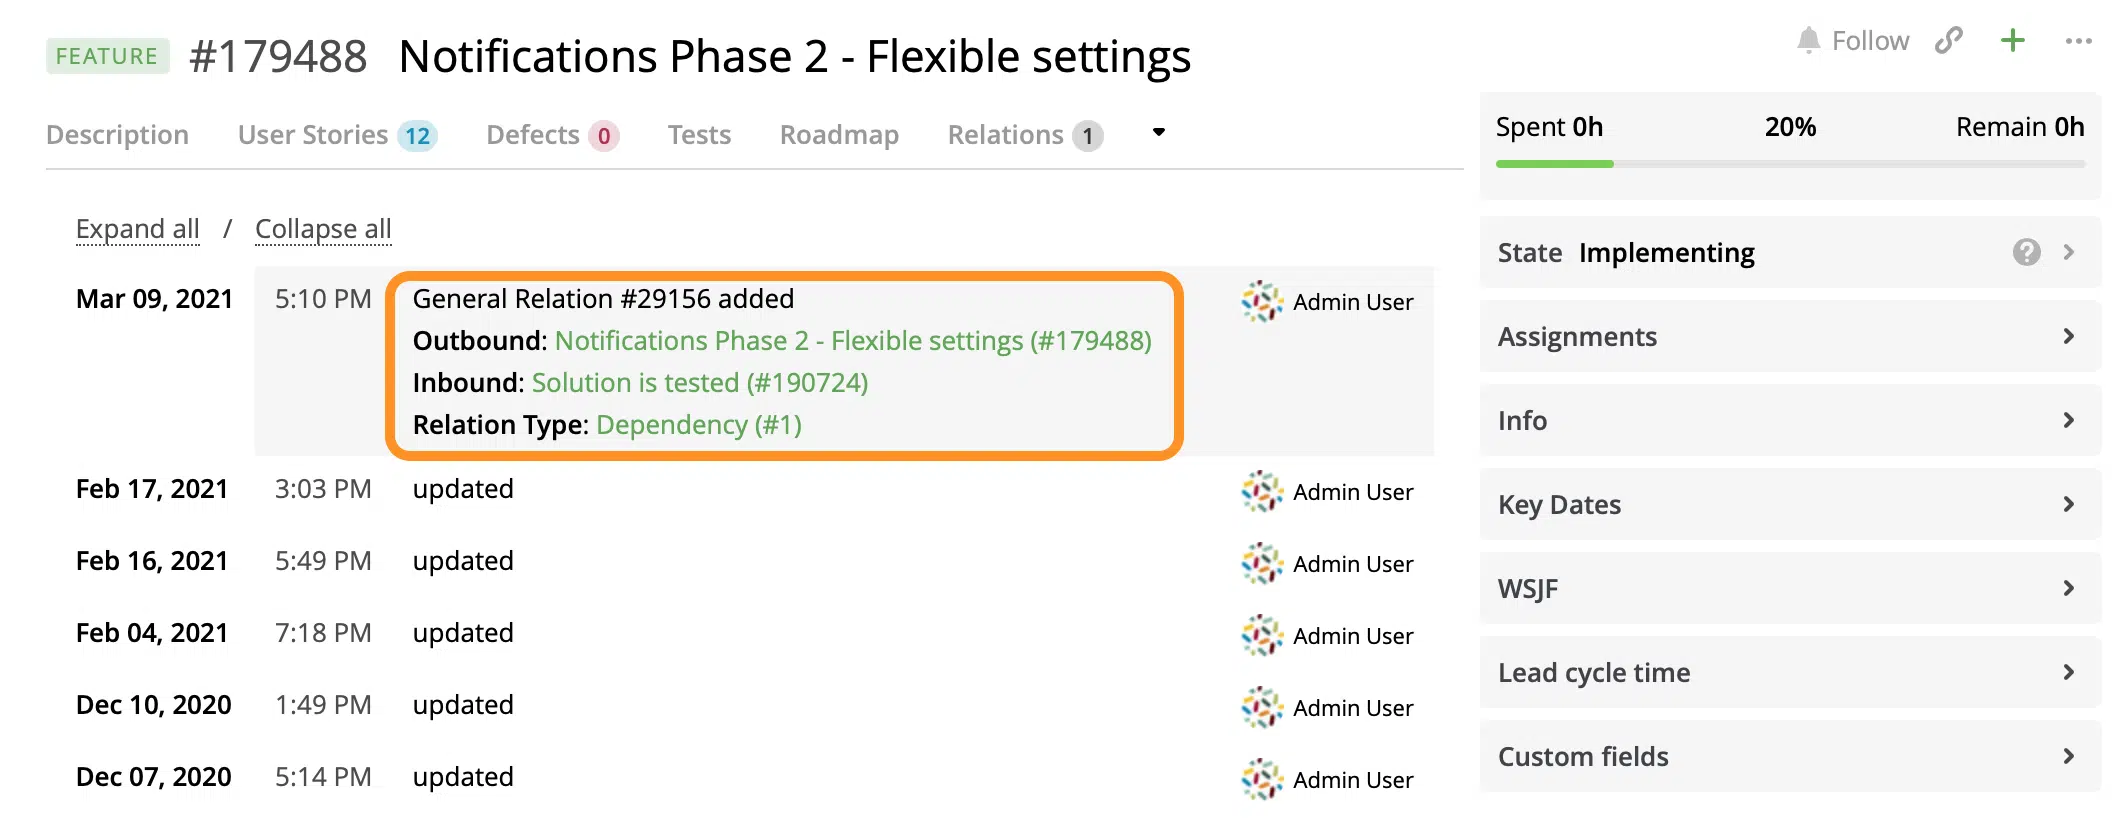 FEATURE #179488 Notifications Phase 2 - Flexible settings
Follow
Description User Stories 12 Defects 0 Tests Roadmap Relations 1
Spent 0h 20% Remain 0h
Expand all / Collapse all
State Implementing ?
Mar 09, 2021 5:10 PM General Relation #29156 added Admin User
Outbound: Notifications Phase 2 - Flexible settings (#179488)
Inbound: Solution is tested (#190724)
Relation Type: Dependency (#1)
Feb 17, 2021 3:03 PM updated Admin User
Feb 16, 2021 5:49 PM updated Admin User
Feb 04, 2021 7:18 PM updated Admin User
Dec 10, 2020 1:49 PM updated Admin User
Dec 07, 2020 5:14 PM updated Admin User
Assignments
Info
Key Dates
WSJF
Lead cycle time
Custom fields